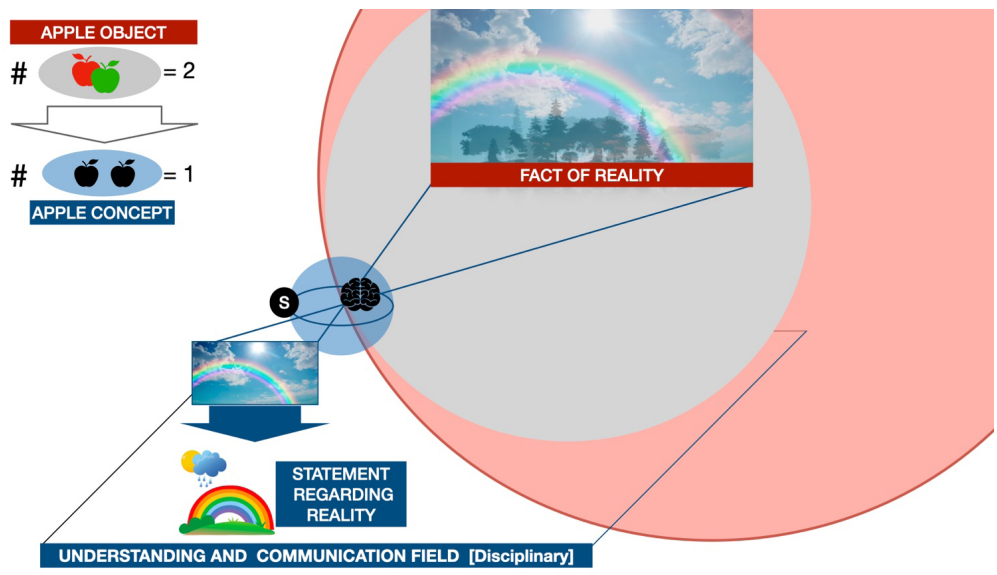 APPLE OBJECT
# = 2
# = 1
APPLE CONCEPT
FACT OF REALITY
S
STATEMENT
REGARDING
REALITY
UNDERSTANDING AND COMMUNICATION FIELD [Disciplinary]